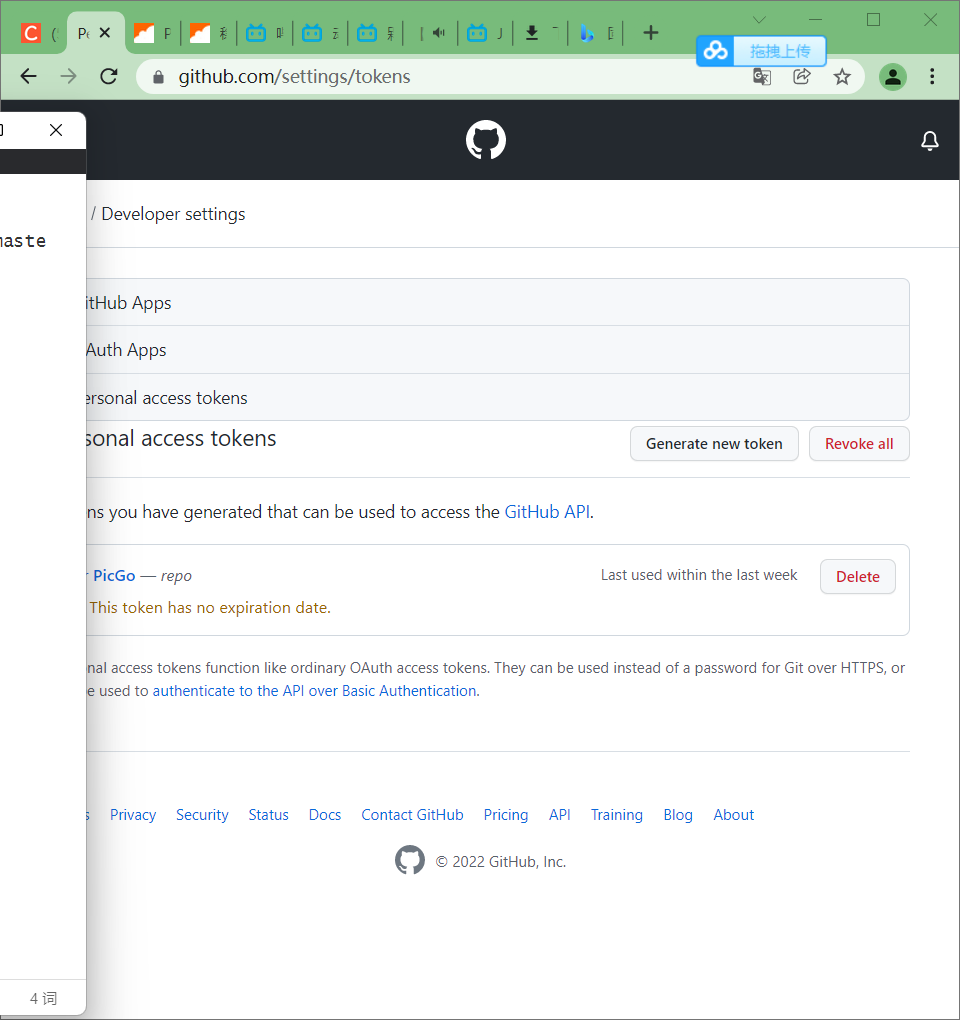 拖拽上传
github.com/settings/tokens
/ Developer settings
aste
itHub Apps
Auth Apps
ersonal access tokens
sonal access tokens
Generate new token
Revoke all
ns you have generated that can be used to access the GitHub API.
PicGo — repo
Last used within the last week
Delete
This token has no expiration date.
nal access tokens function like ordinary OAuth access tokens. They can be used instead of a password for Git over HTTPS, or
e used to authenticate to the API over Basic Authentication.
s Privacy Security Status Docs Contact GitHub Pricing API Training Blog About
© 2022 GitHub, Inc.
4 词